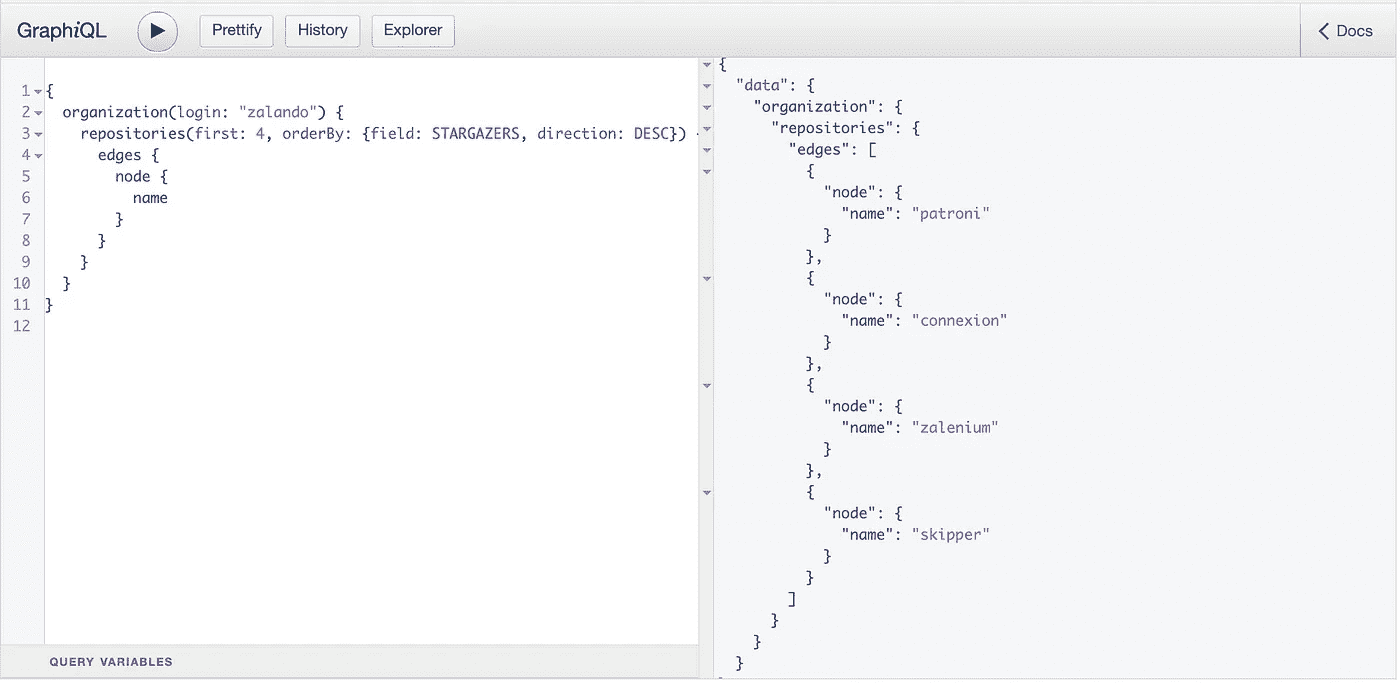 GraphiQL Prettify History Explorer Docs
1 {
2 organization(login: "zalando") {
3 repositories(first: 4, orderBy: {field: STARGAZERS, direction: DESC}) {
4 edges {
5 node {
6 name
7 }
8 }
9 }
10 }
11 }
12
QUERY VARIABLES
{
"data": {
"organization": {
"repositories": {
"edges": [
{
"node": {
"name": "patroni"
}
},
{
"node": {
"name": "connexion"
}
},
{
"node": {
"name": "zalenium"
}
},
{
"node": {
"name": "skipper"
}
}
]
}
}
}